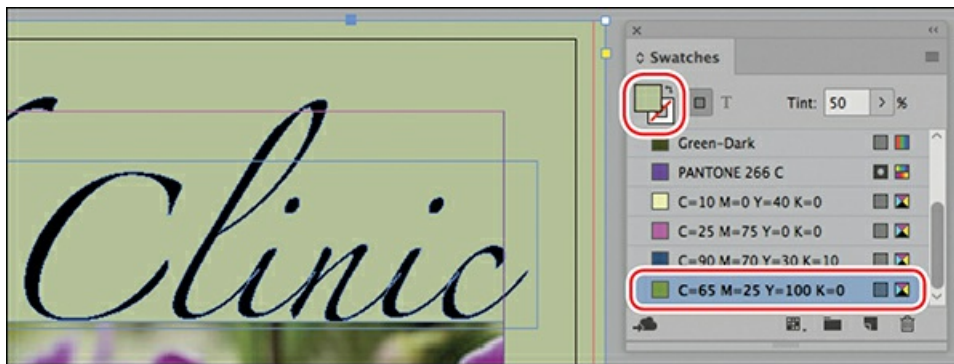 Clinic
Swatches
T Tint: 50 %
Green-Dark
PANTONE 266 C
C=10 M=0 Y=40 K=0
C=25 M=75 Y=0 K=0
C=90 M=70 Y=30 K=10
C=65 M=25 Y=100 K=0